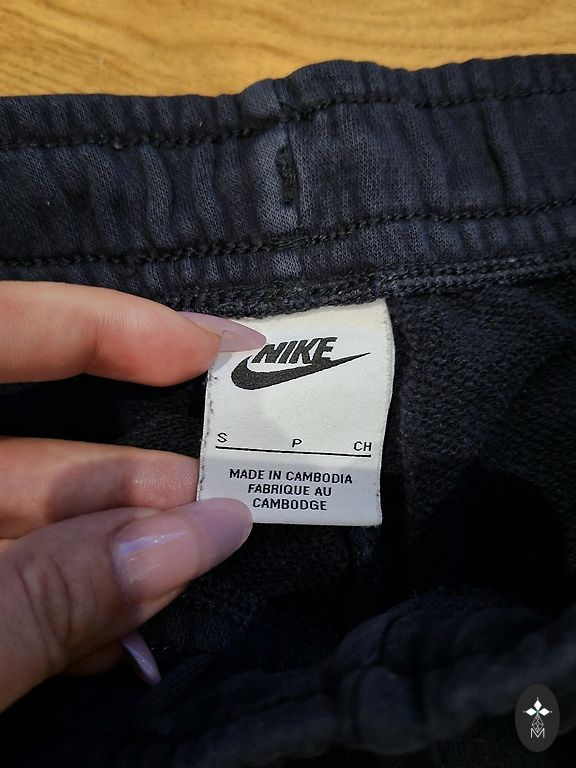 NIKE
S P CH
MADE IN CAMBODIA
FABRIQUE AU
CAMBODGE
M